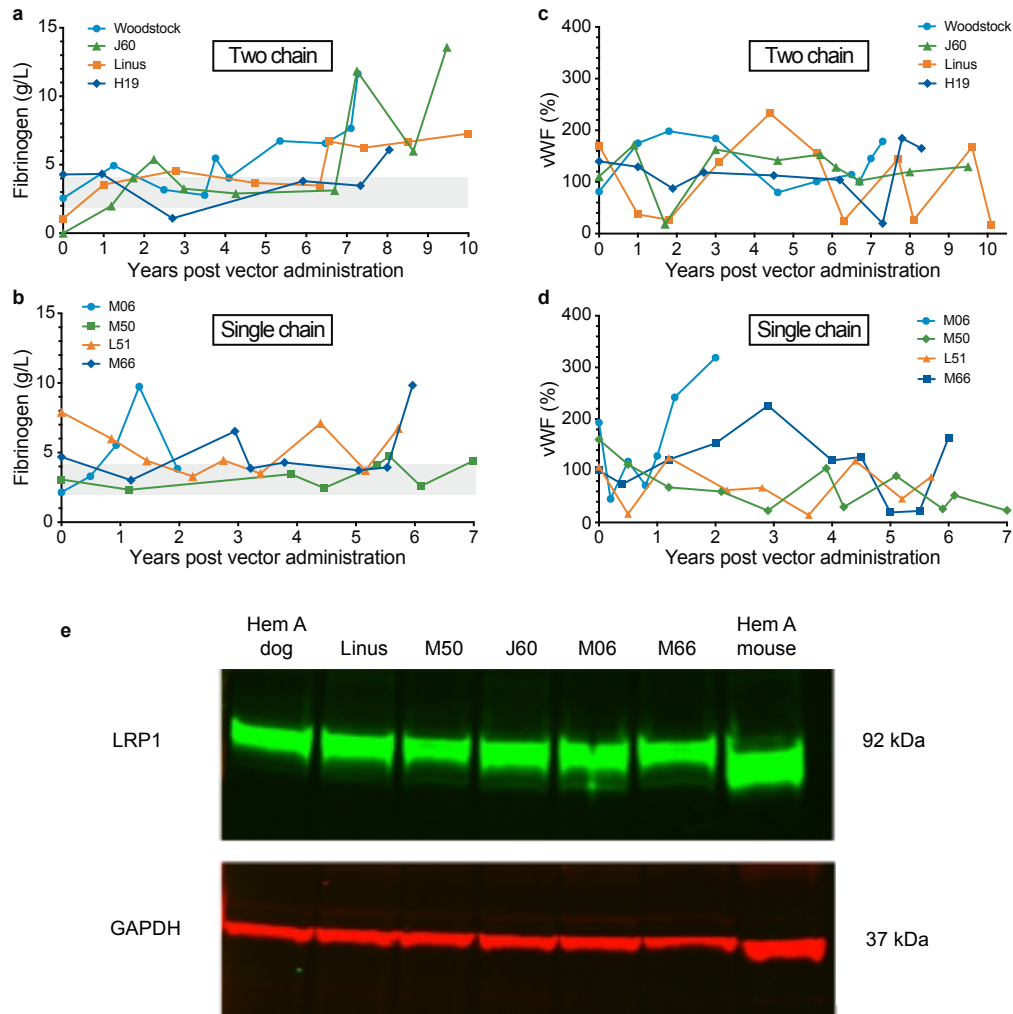 a
Woodstock
J60
Linus
H19
Two chain
Fibrinogen (g/L)
15
10
5
0
0 1 2 3 4 5 6 7 8 9 10
Years post vector administration
c
Woodstock
J60
Linus
H19
Two chain
vWF (%)
400
300
200
100
0
0 1 2 3 4 5 6 7 8 9 10
Years post vector administration
b
M06
M50
L51
M66
Single chain
Fibrinogen (g/L)
15
10
5
0
0 1 2 3 4 5 6 7
Years post vector administration
d
M06
M50
L51
M66
Single chain
vWF (%)
400
300
200
100
0
0 1 2 3 4 5 6 7
Years post vector administration
e
Hem A dog
Linus
M50
J60
M06
M66
Hem A mouse
LRP1
92 kDa
GAPDH
37 kDa